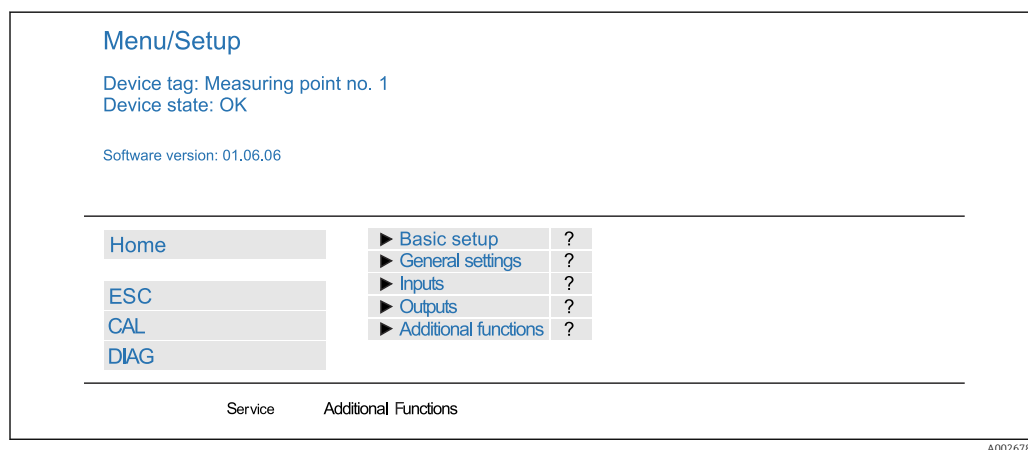 Menu/Setup
Device tag: Measuring point no. 1
Device state: OK
Software version: 01.06.06
Home
ESC
CAL
DIAG
► Basic setup ?
► General settings ?
► Inputs ?
► Outputs ?
► Additional functions ?
Service Additional Functions